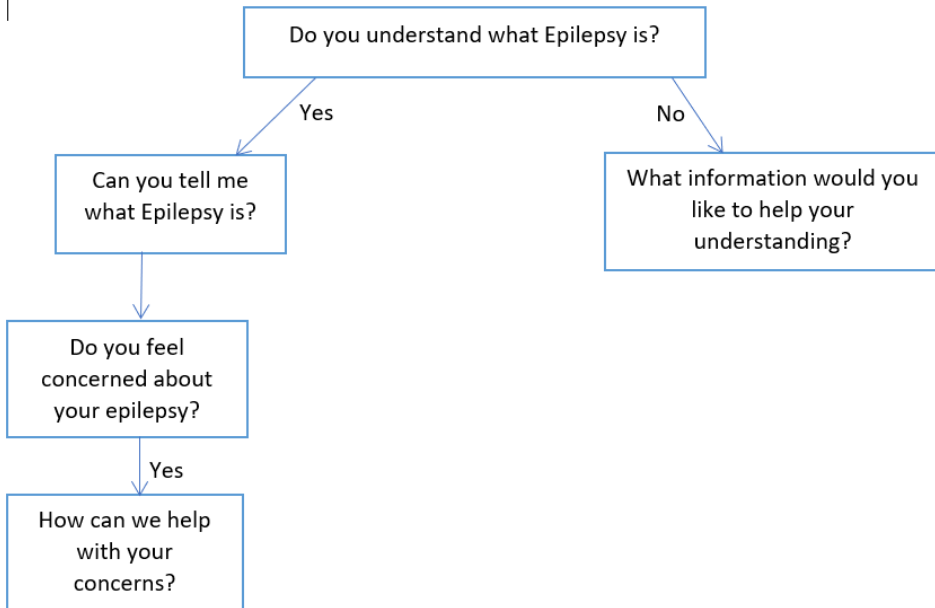 Do you understand what Epilepsy is?
Yes
No
Can you tell me
what Epilepsy is?
What information would you
like to help your
understanding?
Do you feel
concerned about
your epilepsy?
Yes
How can we help
with your
concerns?